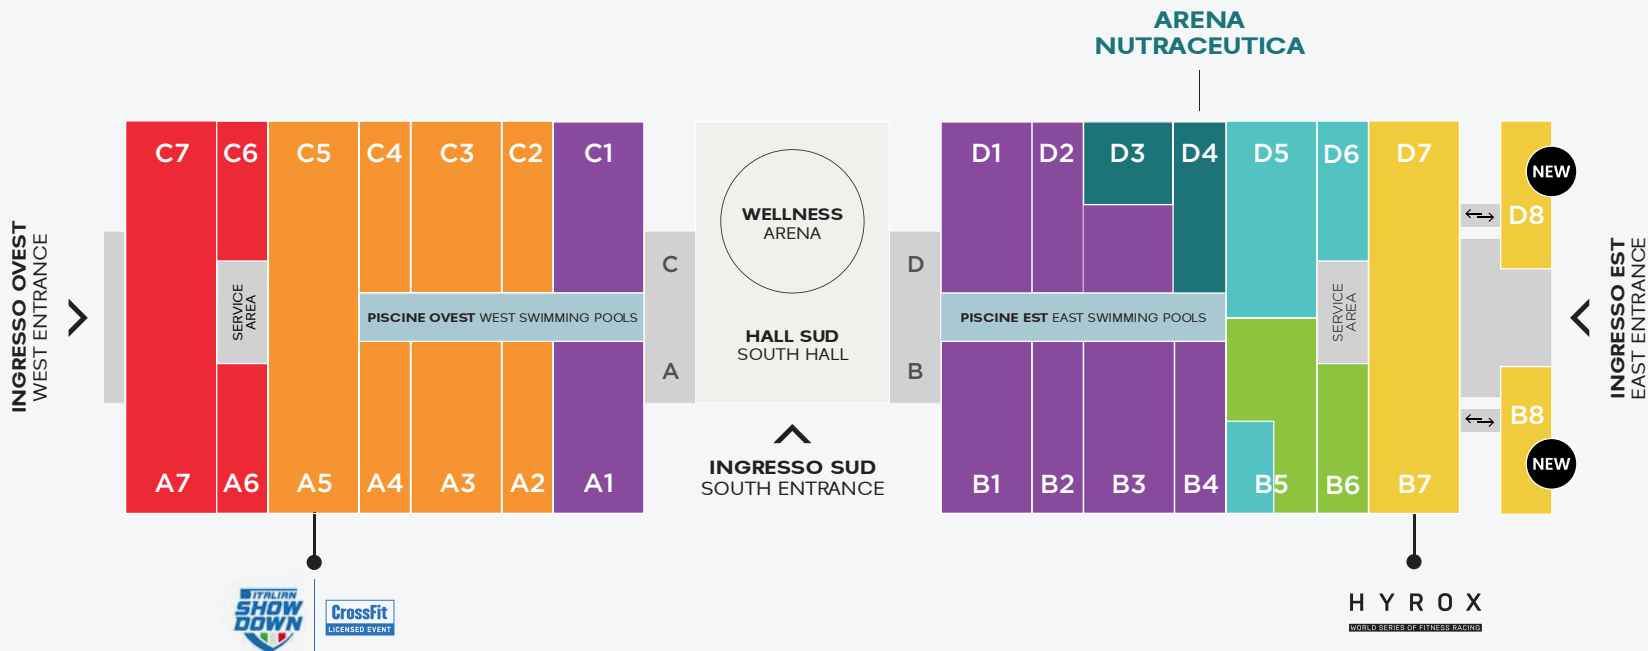 ARENA
NUTRACEUTICA
C7 C6 C5 C4 C3 C2 C1
D1 D2 D3 D4 D5 D6 D7
NEW
D8
WELLNESS
ARENA
INGRESSO OVEST
WEST ENTRANCE
SERVICE
AREA
C
D
PISCINE OVEST WEST SWIMMING POOLS
HALL SUD
SOUTH HALL
PISCINE EST EAST SWIMMING POOLS
SERVICE
AREA
INGRESSO EST
EAST ENTRANCE
A
B
B8
NEW
A7 A6 A5 A4 A3 A2 A1
INGRESSO SUD
SOUTH ENTRANCE
B1 B2 B3 B4 B5 B6 B7
ITALIAN
SHOW
DOWN
CrossFit
LICENSED EVENT
HYROX
WORLD SERIES OF FITNESS RACING